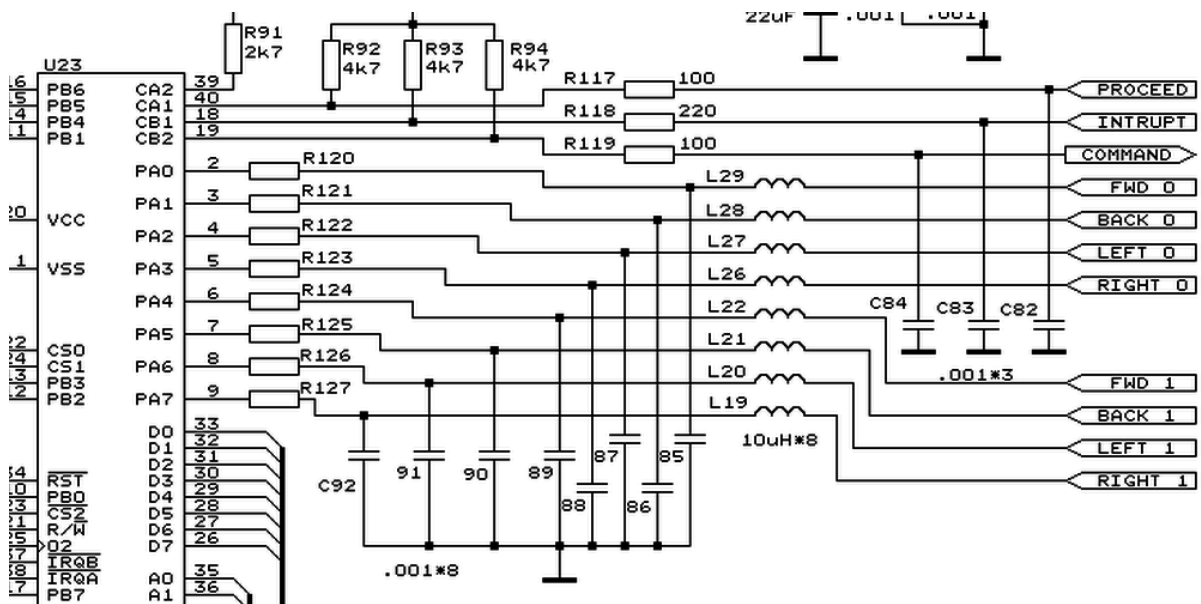 22uF .001 .001
R91
2k7
R92
4k7
R93
4k7
R94
4k7
U23
PB6 CA2 39
PB5 CA1 40
PB4 CB1 18
PB1 CB2 19
R117 100 PROCEED
R118 220 INTRUPT
R119 100 COMMAND
PA0 2 R120 L29 FWD 0
PA1 3 R121 L28 BACK 0
20 VCC
PA2 4 R122 L27 LEFT 0
1 VSS PA3 5 R123 L26 RIGHT 0
PA4 6 R124 L22
C84 C83 C82
PA5 7 R125 L21
CS0
CS1 PA6 8 R126 L20
.001*3 FWD 1
PB3
PB2 PA7 9 R127 L19
BACK 1
10uH*8
D0 33
D1 32
D2 31
LEFT 1
RST D3 30
PB0 D4 29
CS2 D5 28
R/W D6 27
O2 D7 26
RIGHT 1
C92 91 90 89 87 85
88 86
IRQB
IRQA A0 35
PB7 A1 36
.001*8